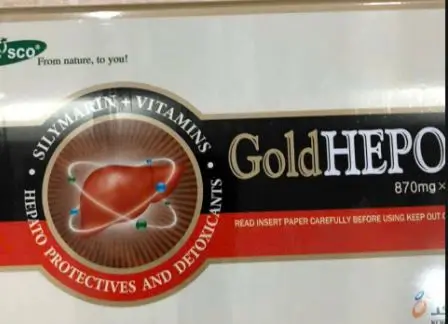 SCO®
From nature, to you!
SILYMARIN + VITAMINS
HEPATO PROTECTIVES AND DETOXICANTS
GoldHEPO
870mg×
READ INSERT PAPER CAREFULLY BEFORE USING KEEP OUT